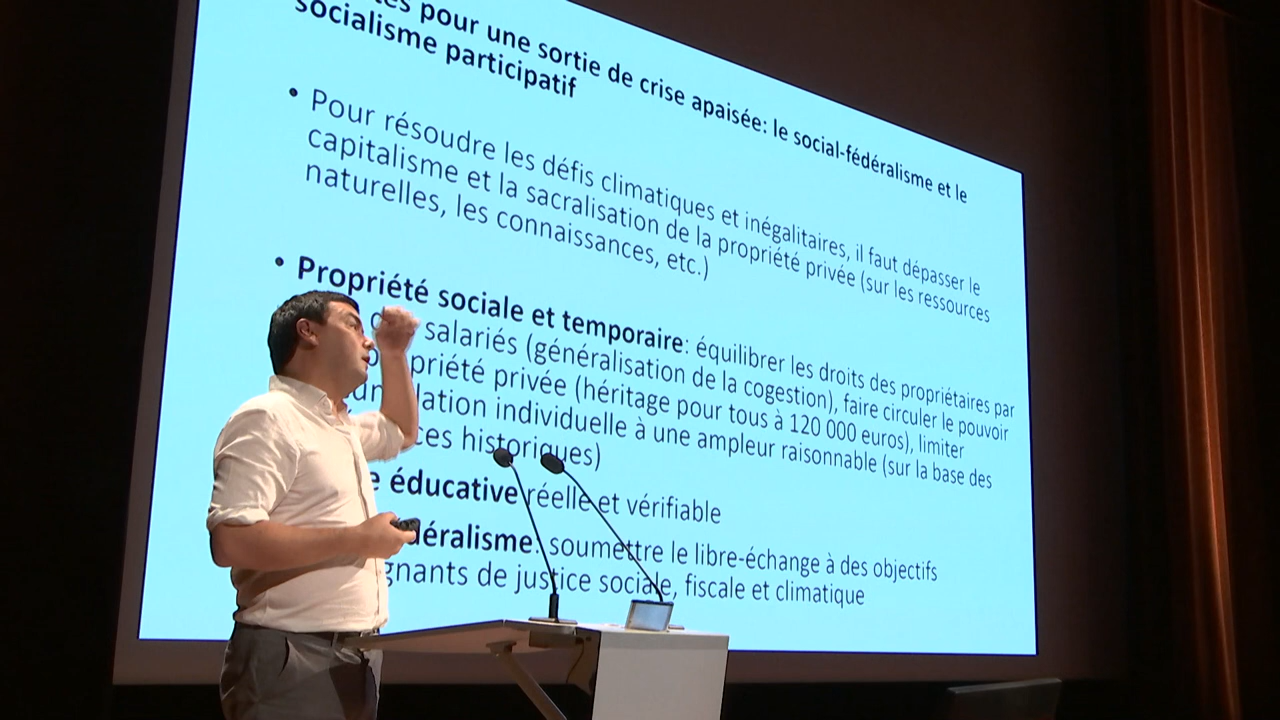 pour une sortie de crise apaisée: le social-fédéralisme et le
socialisme participatif
• Pour résoudre les défis climatiques et inégalitaires, il faut dépasser le
capitalisme et la sacralisation de la propriété privée (sur les ressources
naturelles, les connaissances, etc.)
• Propriété sociale et temporaire: équilibrer les droits des propriétaires par
salariés (généralisation de la cogestion), faire circuler le pouvoir
priété privée (héritage pour tous à 120 000 euros), limiter
lation individuelle à une ampleur raisonnable (sur la base des
ces historiques)
e éducative réelle et vérifiable
déralisme: soumettre le libre-échange à des objectifs
gnants de justice sociale, fiscale et climatique